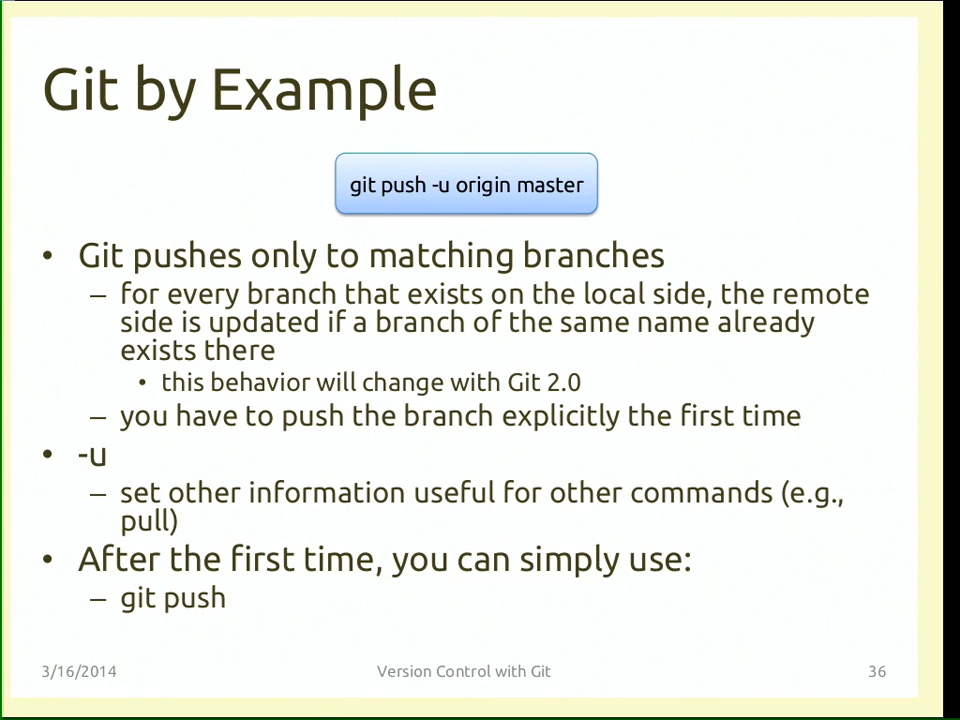 Git by Example
git push -u origin master
• Git pushes only to matching branches
– for every branch that exists on the local side, the remote
side is updated if a branch of the same name already
exists there
• this behavior will change with Git 2.0
– you have to push the branch explicitly the first time
• -u
– set other information useful for other commands (e.g.,
pull)
• After the first time, you can simply use:
– git push
3/16/2014 Version Control with Git 36